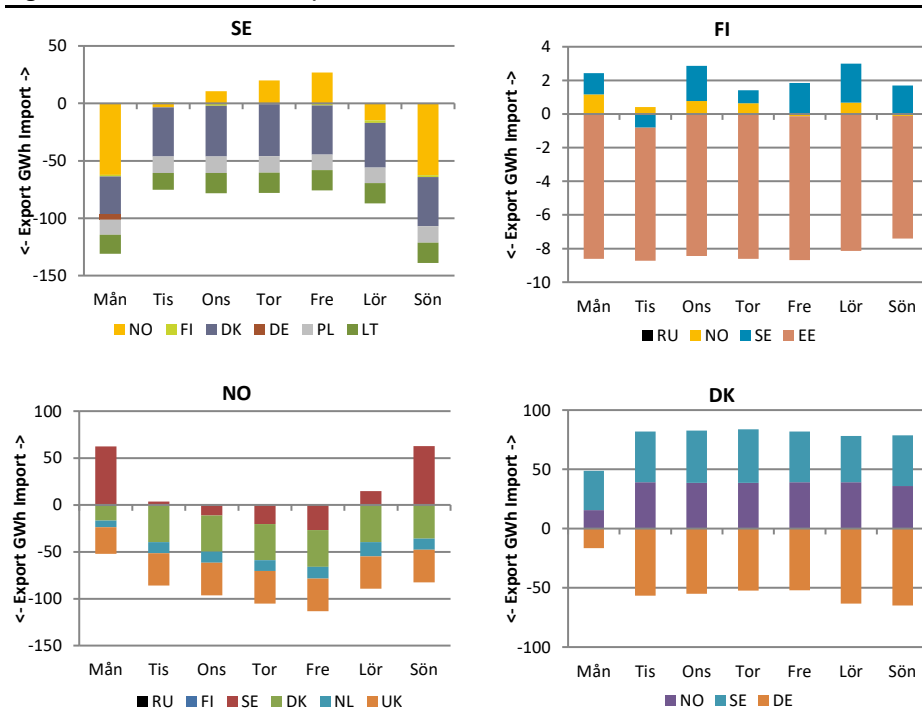 SE
50
0
-50
-100
-150
<- Export GWh Import ->
Mån Tis Ons Tor Fre Lör Sön
NO FI DK DE PL LT
FI
4
2
0
-2
-4
-6
-8
-10
<- Export GWh Import ->
Mån Tis Ons Tor Fre Lör Sön
RU NO SE EE
NO
100
50
0
-50
-100
-150
<- Export GWh Import ->
Mån Tis Ons Tor Fre Lör Sön
RU FI SE DK NL UK
DK
100
50
0
-50
-100
<- Export GWh Import ->
Mån Tis Ons Tor Fre Lör Sön
NO SE DE